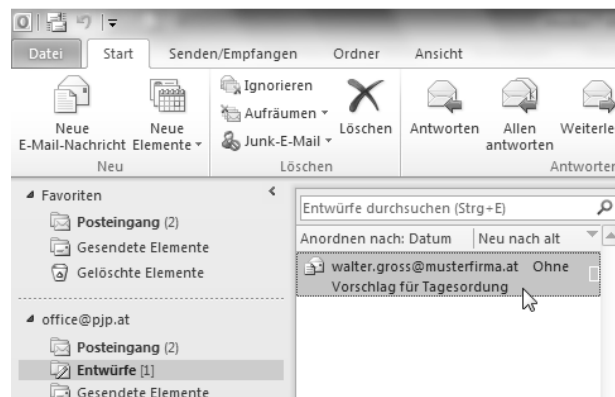 Datei Start Senden/Empfangen Ordner Ansicht
Neue E-Mail-Nachricht
Neue Elemente
Neu
Ignorieren
Aufräumen
Junk-E-Mail
Löschen
Löschen
Antworten
Allen antworten
Weiterle
Antworten
Favoriten
Posteingang (2)
Gesendete Elemente
Gelöschte Elemente
office@pjp.at
Posteingang (2)
Entwürfe [1]
Gesendete Elemente
Entwürfe durchsuchen (Strg+E)
Anordnen nach: Datum Neu nach alt
walter.gross@musterfirma.at Ohne
Vorschlag für Tagesordung